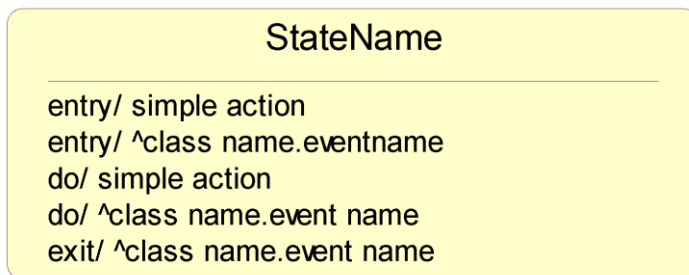 StateName
entry/ simple action
entry/ ^class name.eventname
do/ simple action
do/ ^class name.event name
exit/ ^class name.event name